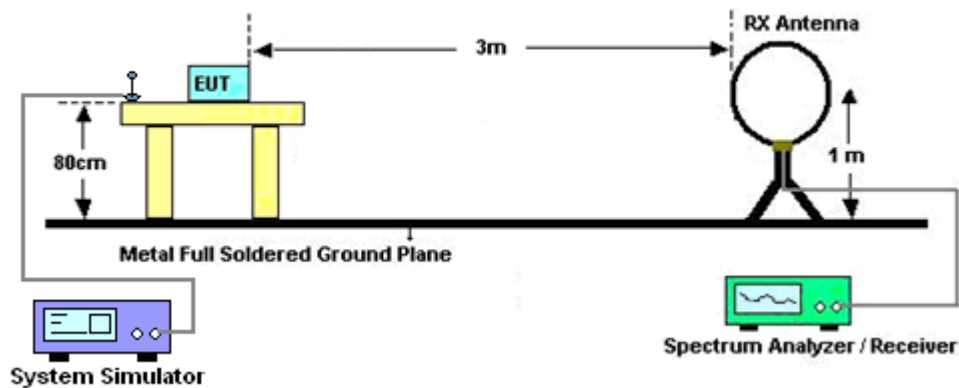 RX Antenna
3m
EUT
80cm
1 m
Metal Full Soldered Ground Plane
Spectrum Analyzer / Receiver
System Simulator